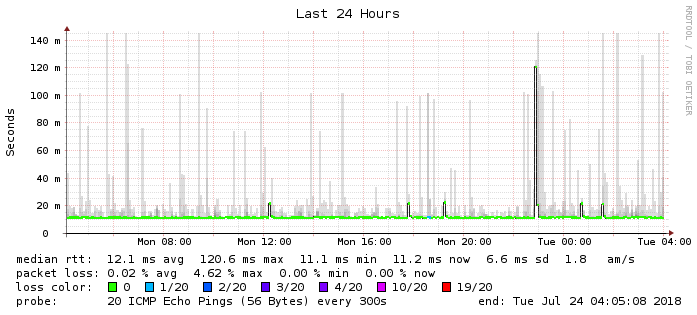 Last 24 Hours
RRDTOOL / TOBI OETIKER
Seconds
140 m
120 m
100 m
80 m
60 m
40 m
20 m
0
Mon 08:00 Mon 12:00 Mon 16:00 Mon 20:00 Tue 00:00 Tue 04:00
median rtt: 12.1 ms avg 120.6 ms max 11.1 ms min 11.2 ms now 6.6 ms sd 1.8 am/s
packet loss: 0.02 % avg 4.62 % max 0.00 % min 0.00 % now
loss color: 0 1/20 2/20 3/20 4/20 10/20 19/20
probe: 20 ICMP Echo Pings (56 Bytes) every 300s end: Tue Jul 24 04:05:08 2018